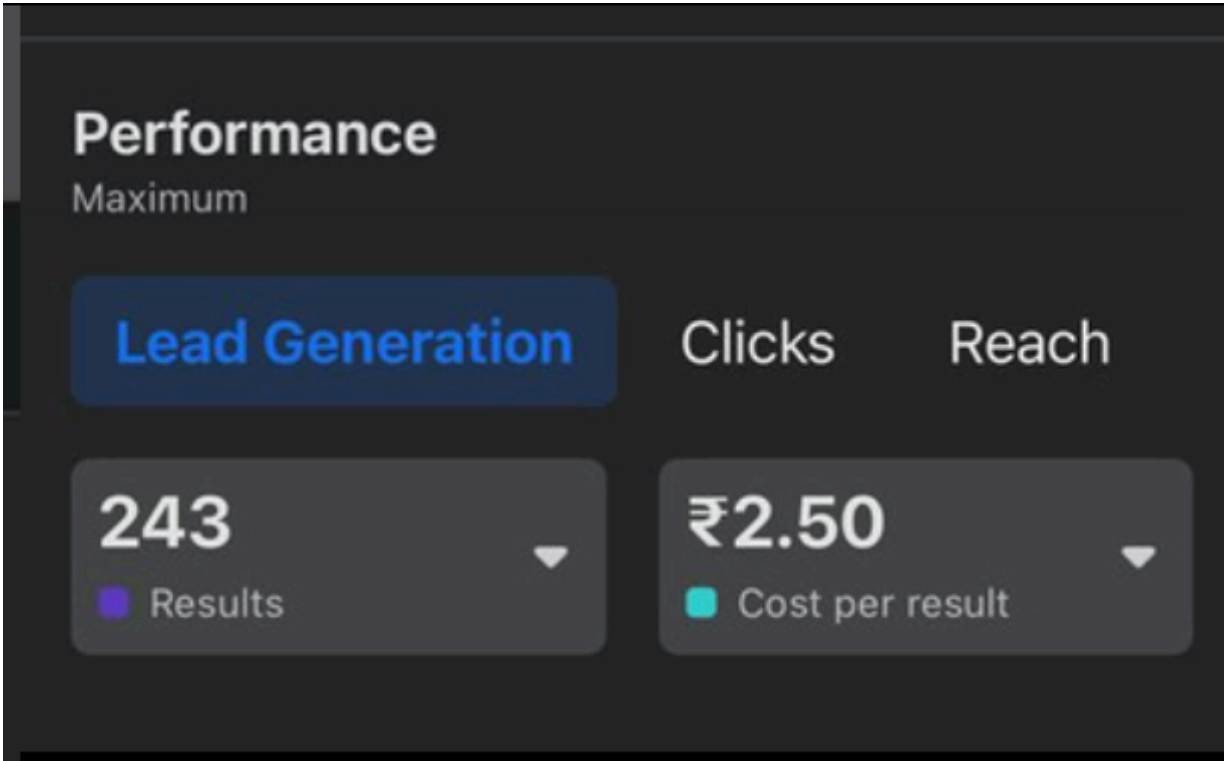 Performance
Maximum
Lead Generation Clicks Reach
243 ₹2.50
Results Cost per result